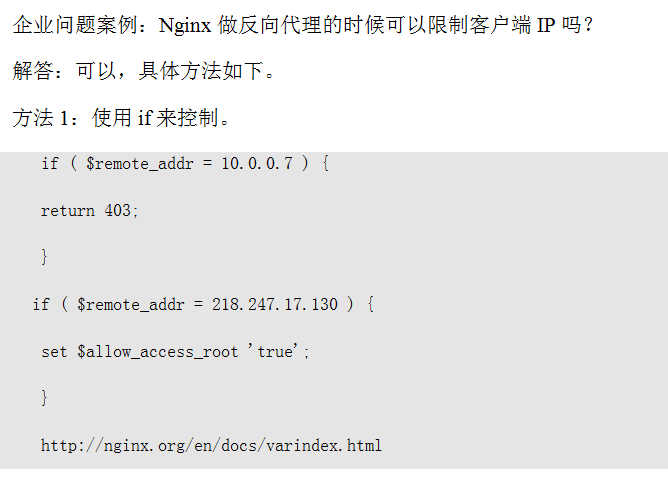 企业问题案例：Nginx 做反向代理的时候可以限制客户端 IP 吗？
解答：可以，具体方法如下。
方法 1：使用 if 来控制。
if ( $remote_addr = 10.0.0.7 ) {
return 403;
}
if ( $remote_addr = 218.247.17.130 ) {
set $allow_access_root 'true';
}
http://nginx.org/en/docs/varindex.html